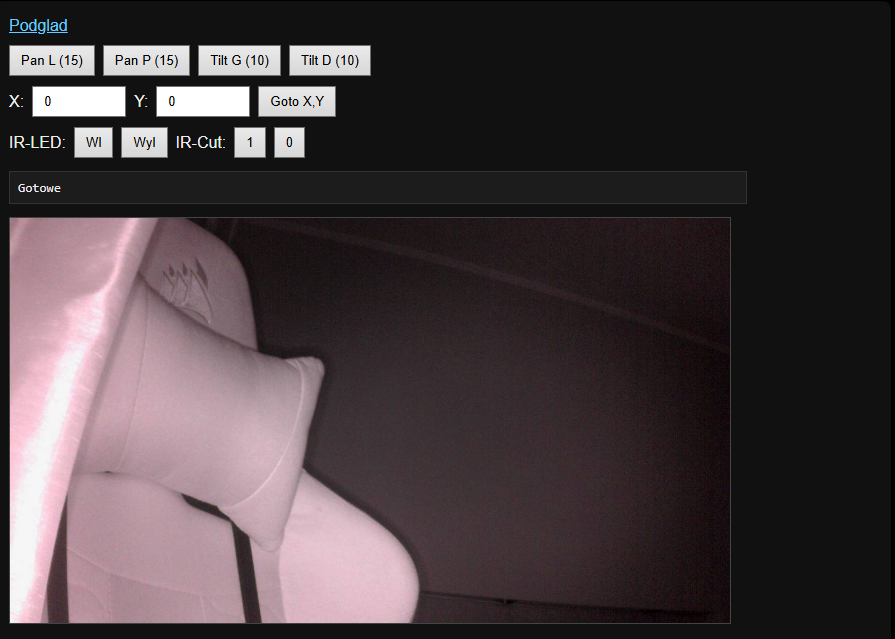 Podglad
Pan L (15) Pan P (15) Tilt G (10) Tilt D (10)
X: 0 Y: 0 Goto X,Y
IR-LED: Wl Wyl IR-Cut: 1 0
Gotowe